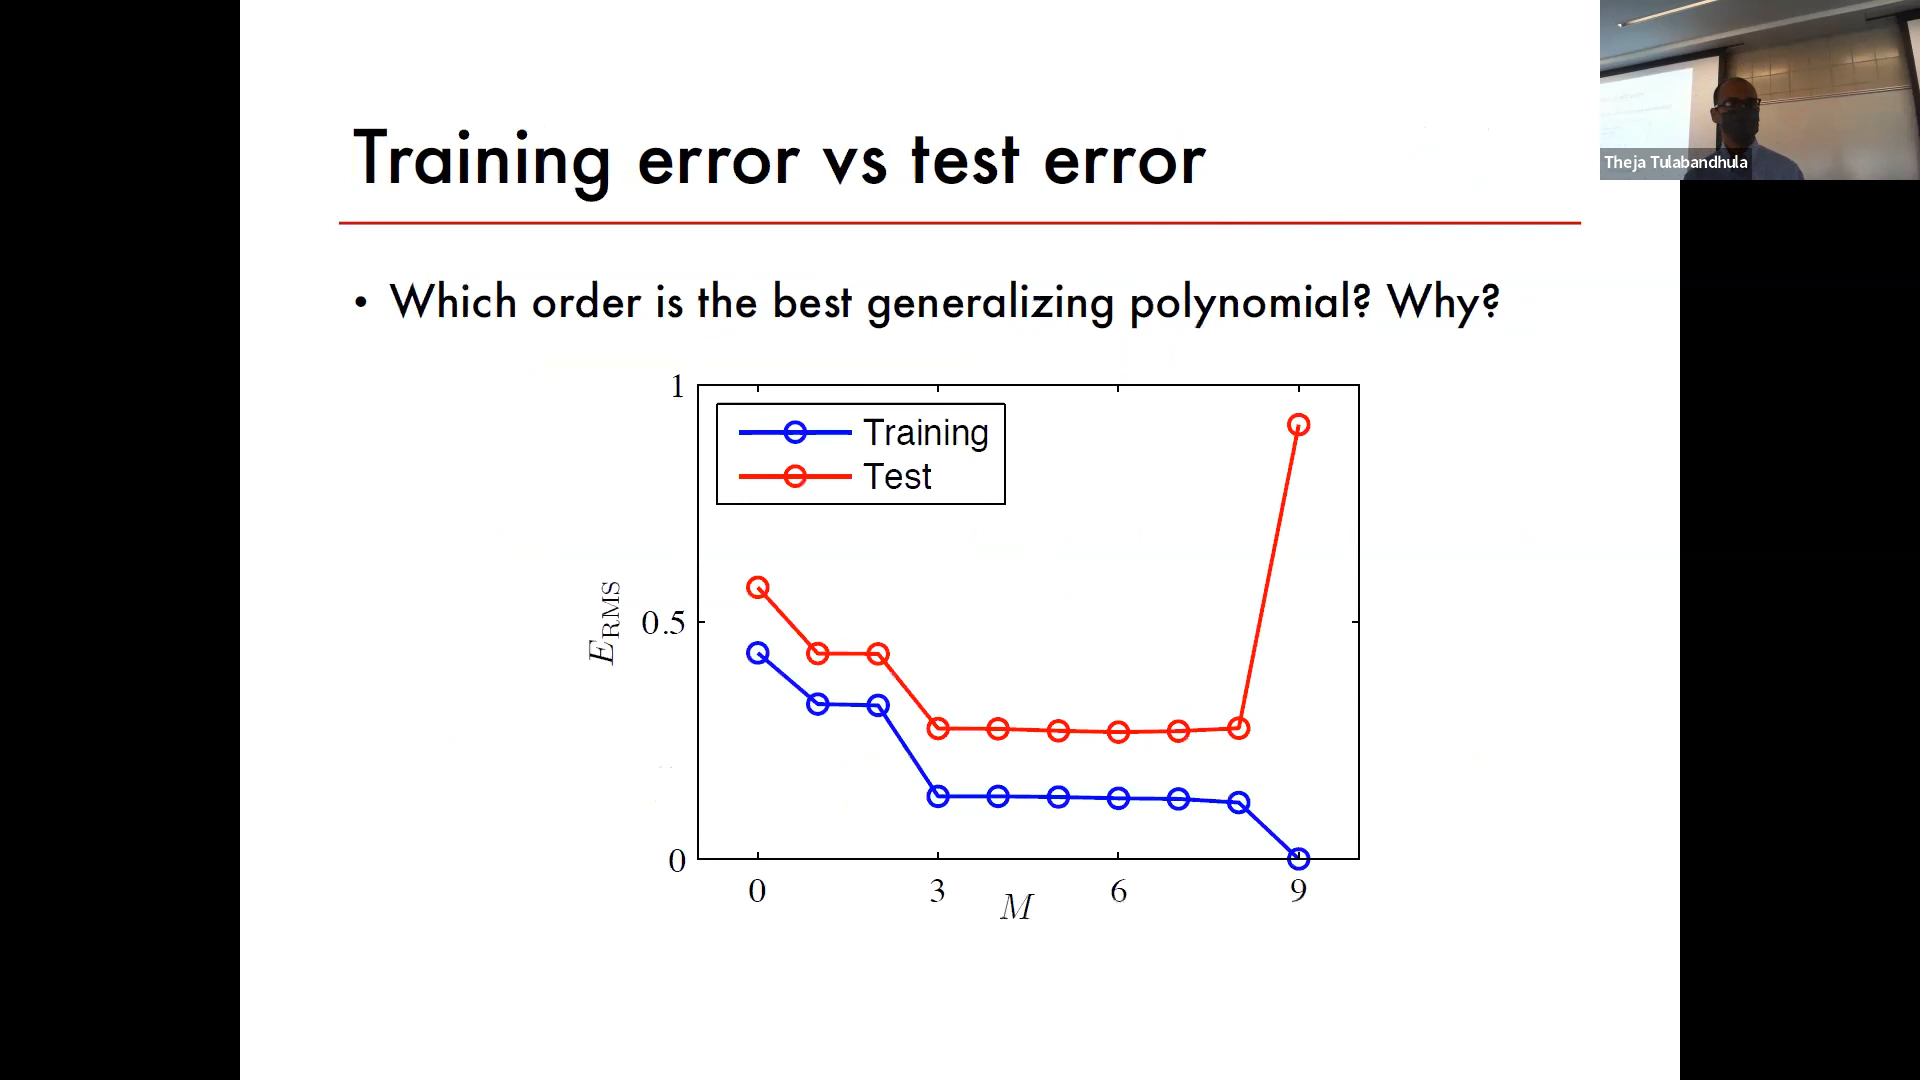 Theja Tulabandhula
Training error vs test error
• Which order is the best generalizing polynomial? Why?
1
Training
Test
0.5
E_RMS
0
0
3
6
9
M